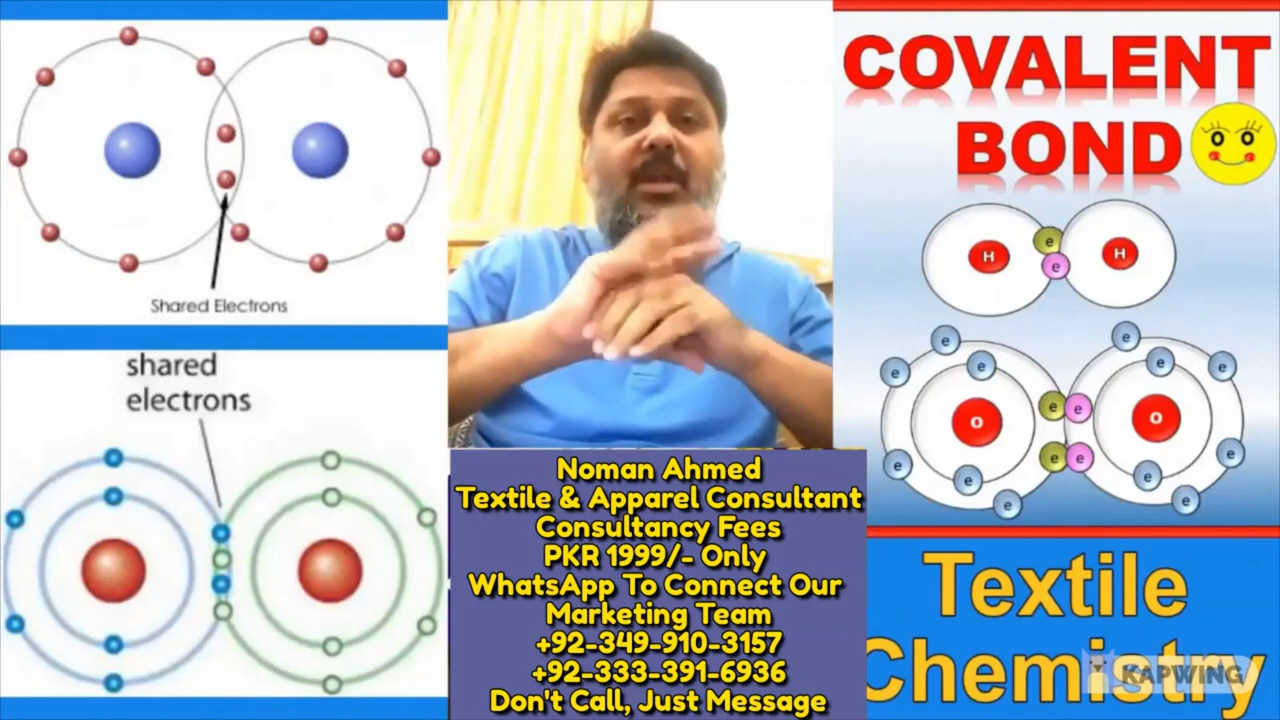 Shared Electrons
shared
electrons
Noman Ahmed
Textile & Apparel Consultant
Consultancy Fees
PKR 1999/- Only
WhatsApp To Connect Our
Marketing Team
+92-349-910-3157
+92-333-391-6936
Don't Call, Just Message
COVALENT
BOND
H
e
e
H
e
e
e
e
e
e
O
e
e
O
e
e
e
e
e
e
e
e
Textile
Chemistry
KAPWING